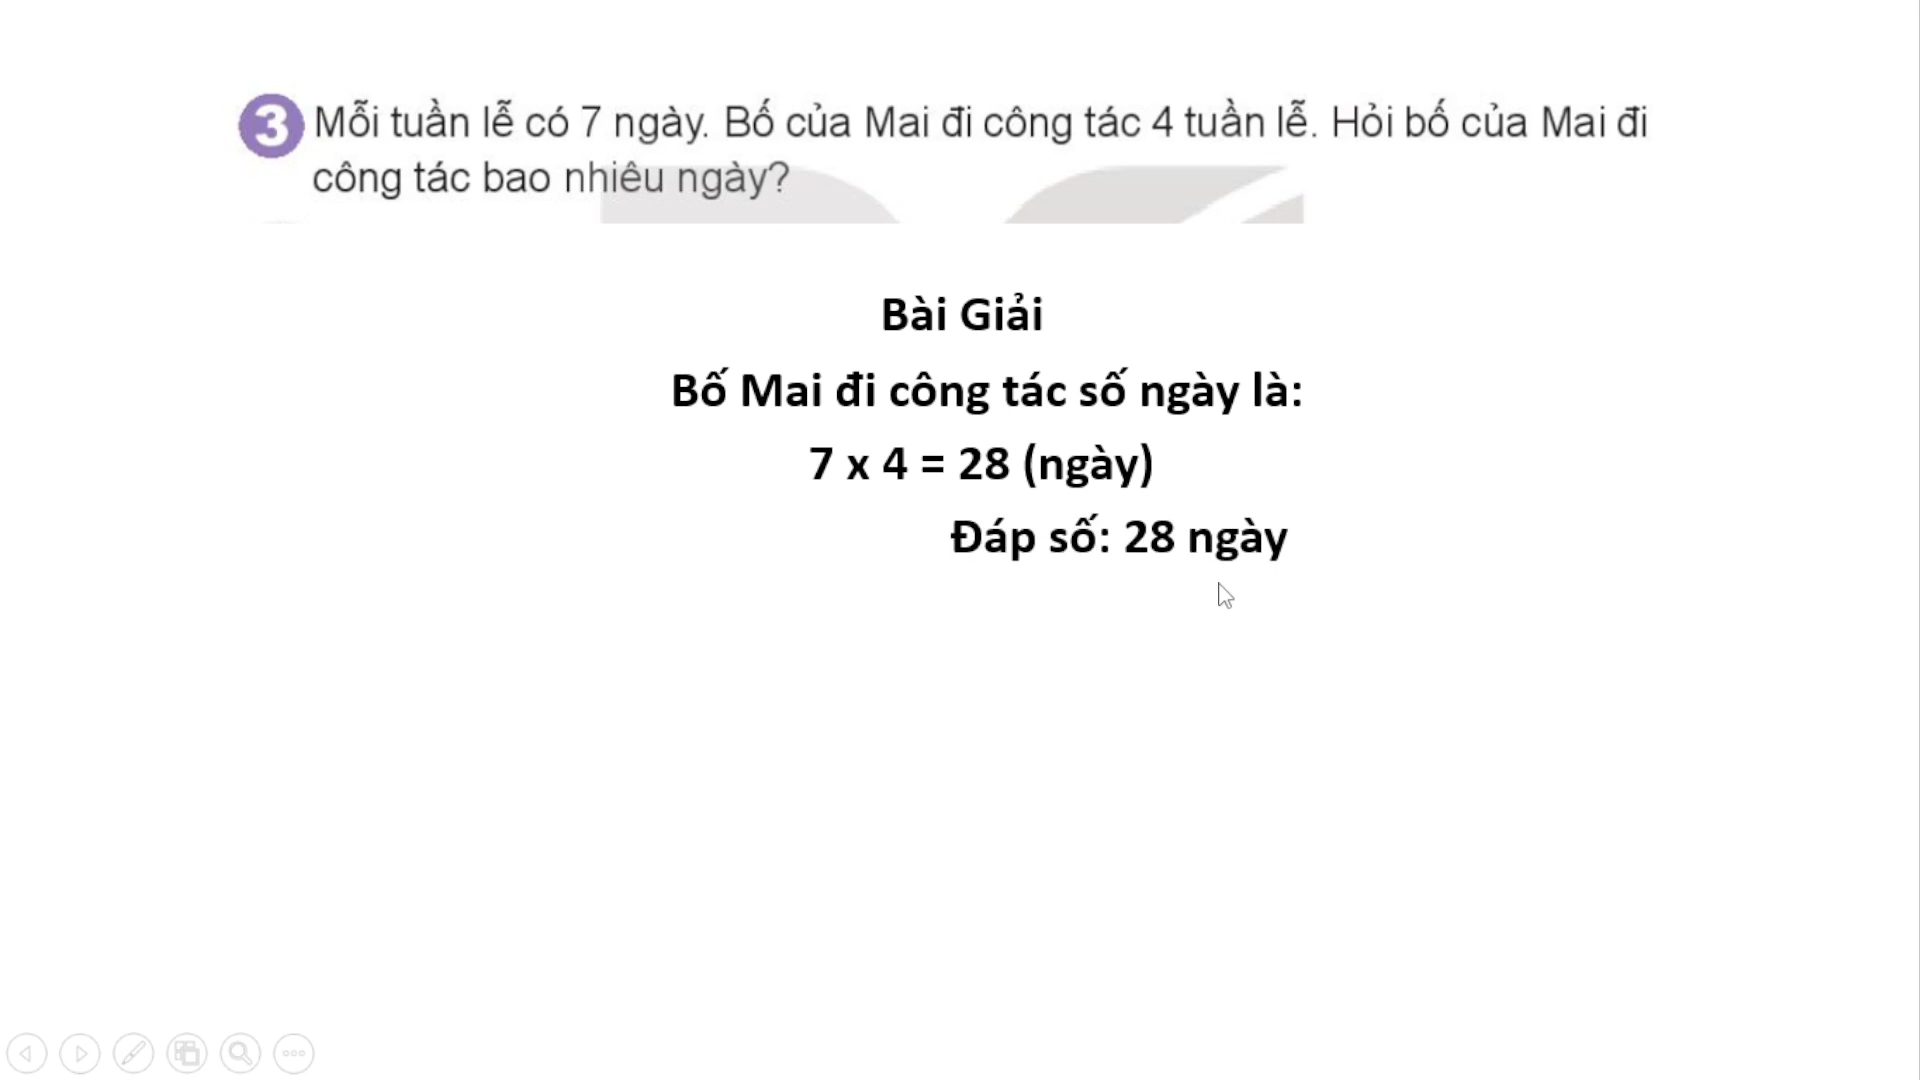 3 Mỗi tuần lễ có 7 ngày. Bố của Mai đi công tác 4 tuần lễ. Hỏi bố của Mai đi
công tác bao nhiêu ngày?
Bài Giải
Bố Mai đi công tác số ngày là:
7 x 4 = 28 (ngày)
Đáp số: 28 ngày